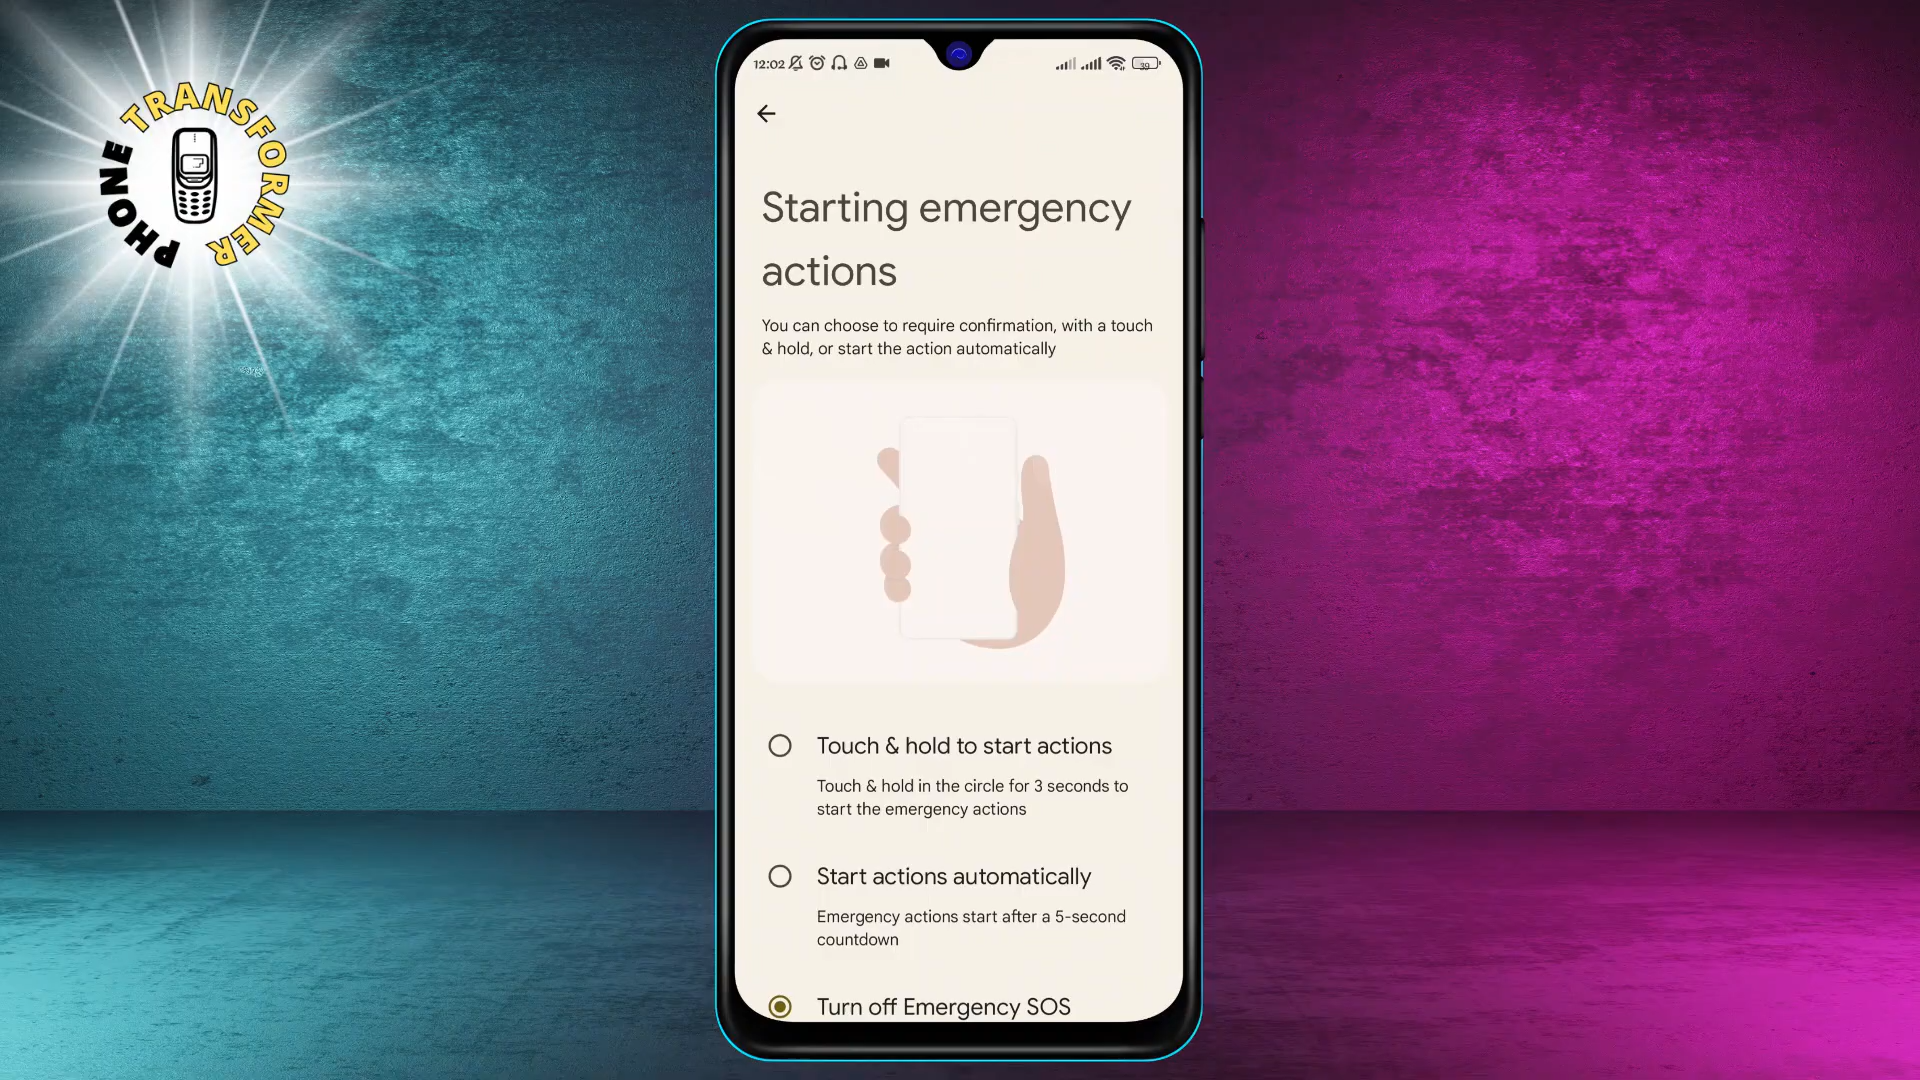 PHONE TRANSFORMER
12:02
39
Starting emergency
actions
You can choose to require confirmation, with a touch
& hold, or start the action automatically
Touch & hold to start actions
Touch & hold in the circle for 3 seconds to
start the emergency actions
Start actions automatically
Emergency actions start after a 5-second
countdown
Turn off Emergency SOS